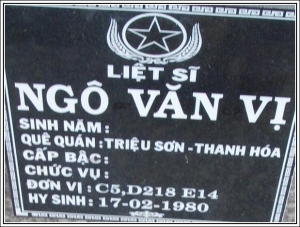 LIỆT SĨ
NGÔ VĂN VỊ
SINH NĂM :
QUÊ QUÁN : TRIỆU SƠN - THANH HÓA
CẤP BẬC :
CHỨC VỤ :
ĐƠN VỊ : C5, D218 E14
HY SINH : 17-02-1980